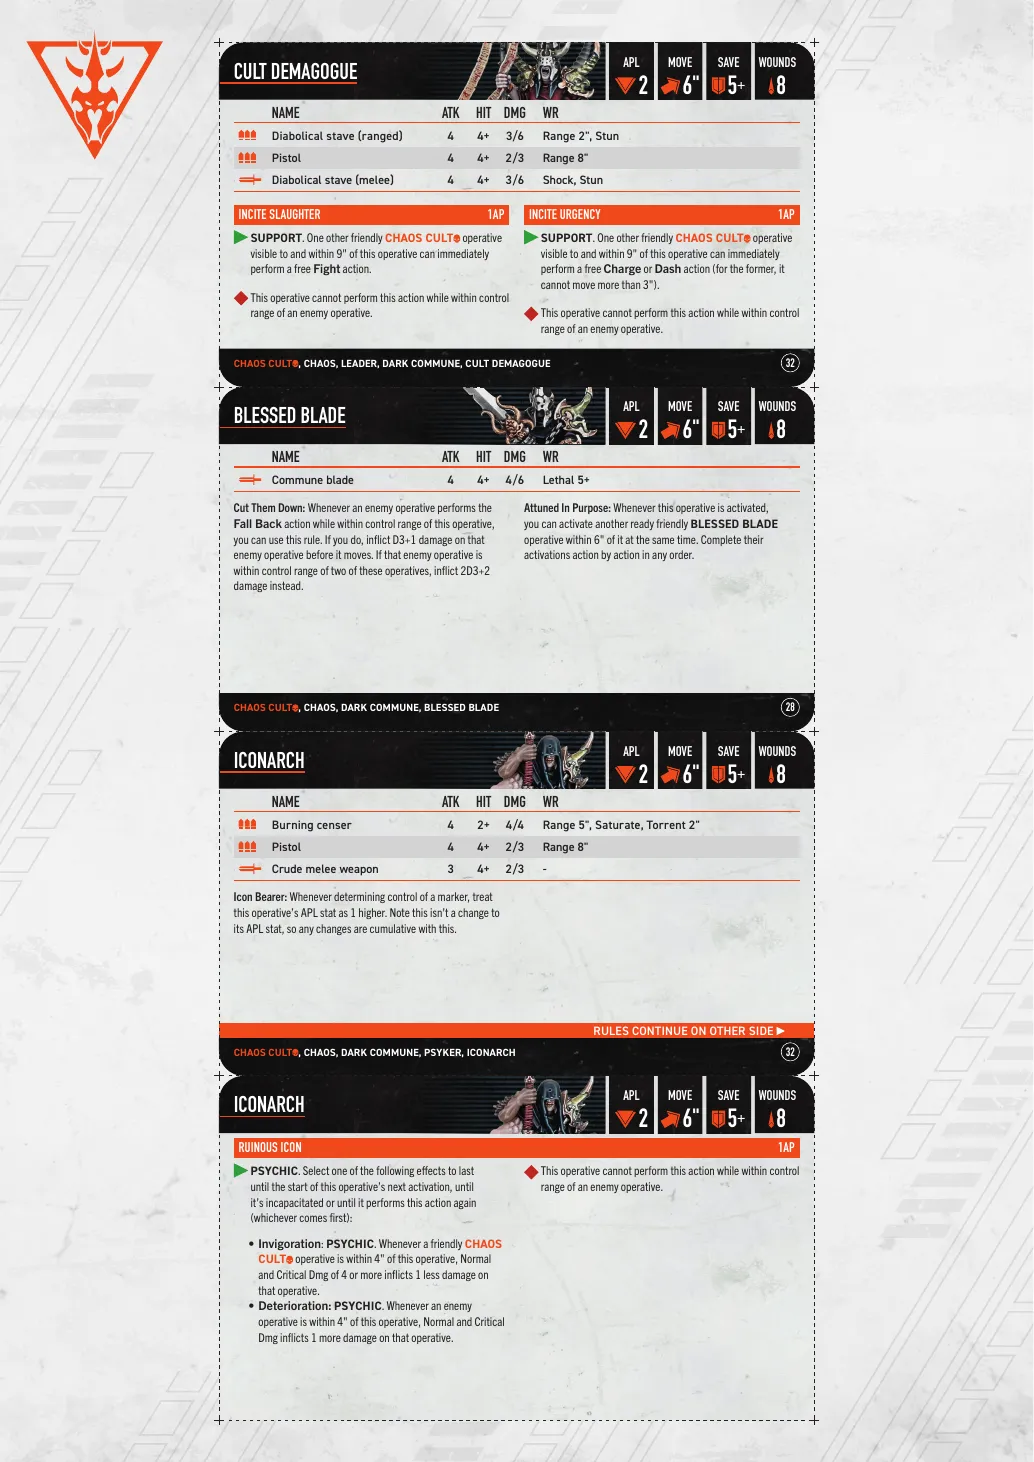 CULT DEMAGOGUE
APL MOVE SAVE WOUNDS
2 6" 5+ 8
NAME ATK HIT DMG WR
Diabolical stave (ranged) 4 4+ 3/6 Range 2", Stun
Pistol 4 4+ 2/3 Range 8"
Diabolical stave (melee) 4 4+ 3/6 Shock, Stun
INCITE SLAUGHTER 1AP
SUPPORT. One other friendly CHAOS CULT operative
visible to and within 9" of this operative can immediately
perform a free Fight action.
This operative cannot perform this action while within control
range of an enemy operative.
INCITE URGENCY 1AP
SUPPORT. One other friendly CHAOS CULT operative
visible to and within 9" of this operative can immediately
perform a free Charge or Dash action (for the former, it
cannot move more than 3").
This operative cannot perform this action while within control
range of an enemy operative.
CHAOS CULT, CHAOS, LEADER, DARK COMMUNE, CULT DEMAGOGUE 32
BLESSED BLADE
APL MOVE SAVE WOUNDS
2 6" 5+ 8
NAME ATK HIT DMG WR
Commune blade 4 4+ 4/6 Lethal 5+
Cut Them Down: Whenever an enemy operative performs the
Fall Back action while within control range of this operative,
you can use this rule. If you do, inflict D3+1 damage on that
enemy operative before it moves. If that enemy operative is
within control range of two of these operatives, inflict 2D3+2
damage instead.
Attuned In Purpose: Whenever this operative is activated,
you can activate another ready friendly BLESSED BLADE
operative within 6" of it at the same time. Complete their
activations action by action in any order.
CHAOS CULT, CHAOS, DARK COMMUNE, BLESSED BLADE 28
ICONARCH
APL MOVE SAVE WOUNDS
2 6" 5+ 8
NAME ATK HIT DMG WR
Burning censer 4 2+ 4/4 Range 5", Saturate, Torrent 2"
Pistol 4 4+ 2/3 Range 8"
Crude melee weapon 3 4+ 2/3 -
Icon Bearer: Whenever determining control of a marker, treat
this operative's APL stat as 1 higher. Note this isn't a change to
its APL stat, so any changes are cumulative with this.
RULES CONTINUE ON OTHER SIDE ►
CHAOS CULT, CHAOS, DARK COMMUNE, PSYKER, ICONARCH 32
ICONARCH
APL MOVE SAVE WOUNDS
2 6" 5+ 8
RUINOUS ICON 1AP
PSYCHIC. Select one of the following effects to last
until the start of this operative's next activation, until
it's incapacitated or until it performs this action again
(whichever comes first):
• Invigoration: PSYCHIC. Whenever a friendly CHAOS
CULT operative is within 4" of this operative, Normal
and Critical Dmg of 4 or more inflicts 1 less damage on
that operative.
• Deterioration: PSYCHIC. Whenever an enemy
operative is within 4" of this operative, Normal and Critical
Dmg inflicts 1 more damage on that operative.
This operative cannot perform this action while within control
range of an enemy operative.